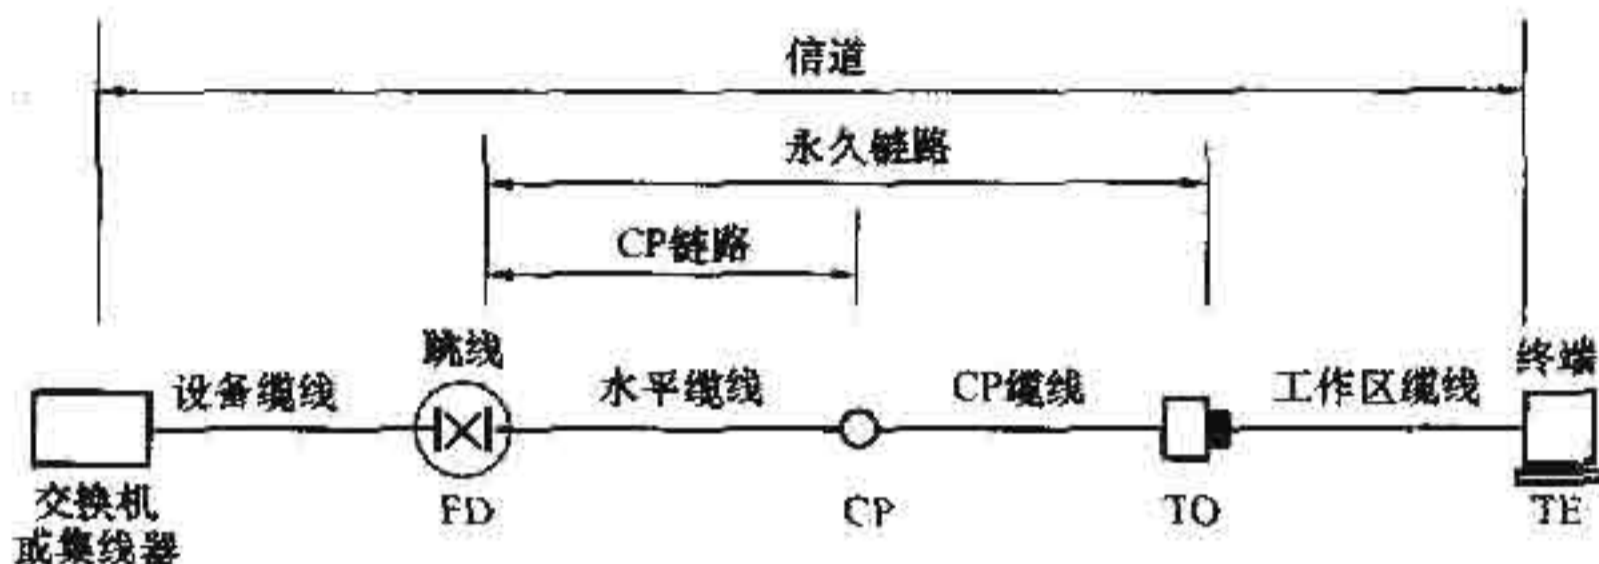 信道
永久链路
CP链路
跳线
终端
设备缆线
水平缆线
CP缆线
工作区缆线
交换机
或集线器
FD
CP
TO
TE